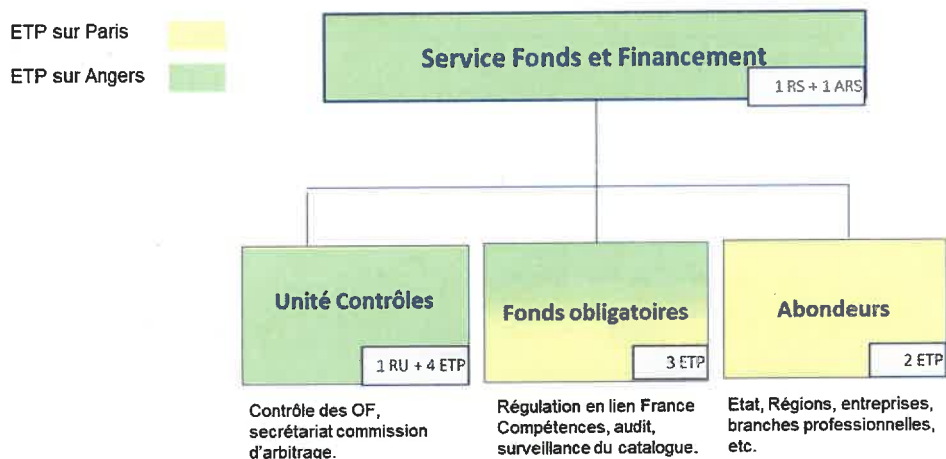 ETP sur Paris
ETP sur Angers
Service Fonds et Financement
1 RS + 1 ARS
Unité Contrôles
1 RU + 4 ETP
Contrôle des OF,
secrétariat commission
d'arbitrage.
Fonds obligatoires
3 ETP
Régulation en lien France
Compétences, audit,
surveillance du catalogue.
Abondeurs
2 ETP
Etat, Régions, entreprises,
branches professionnelles,
etc.